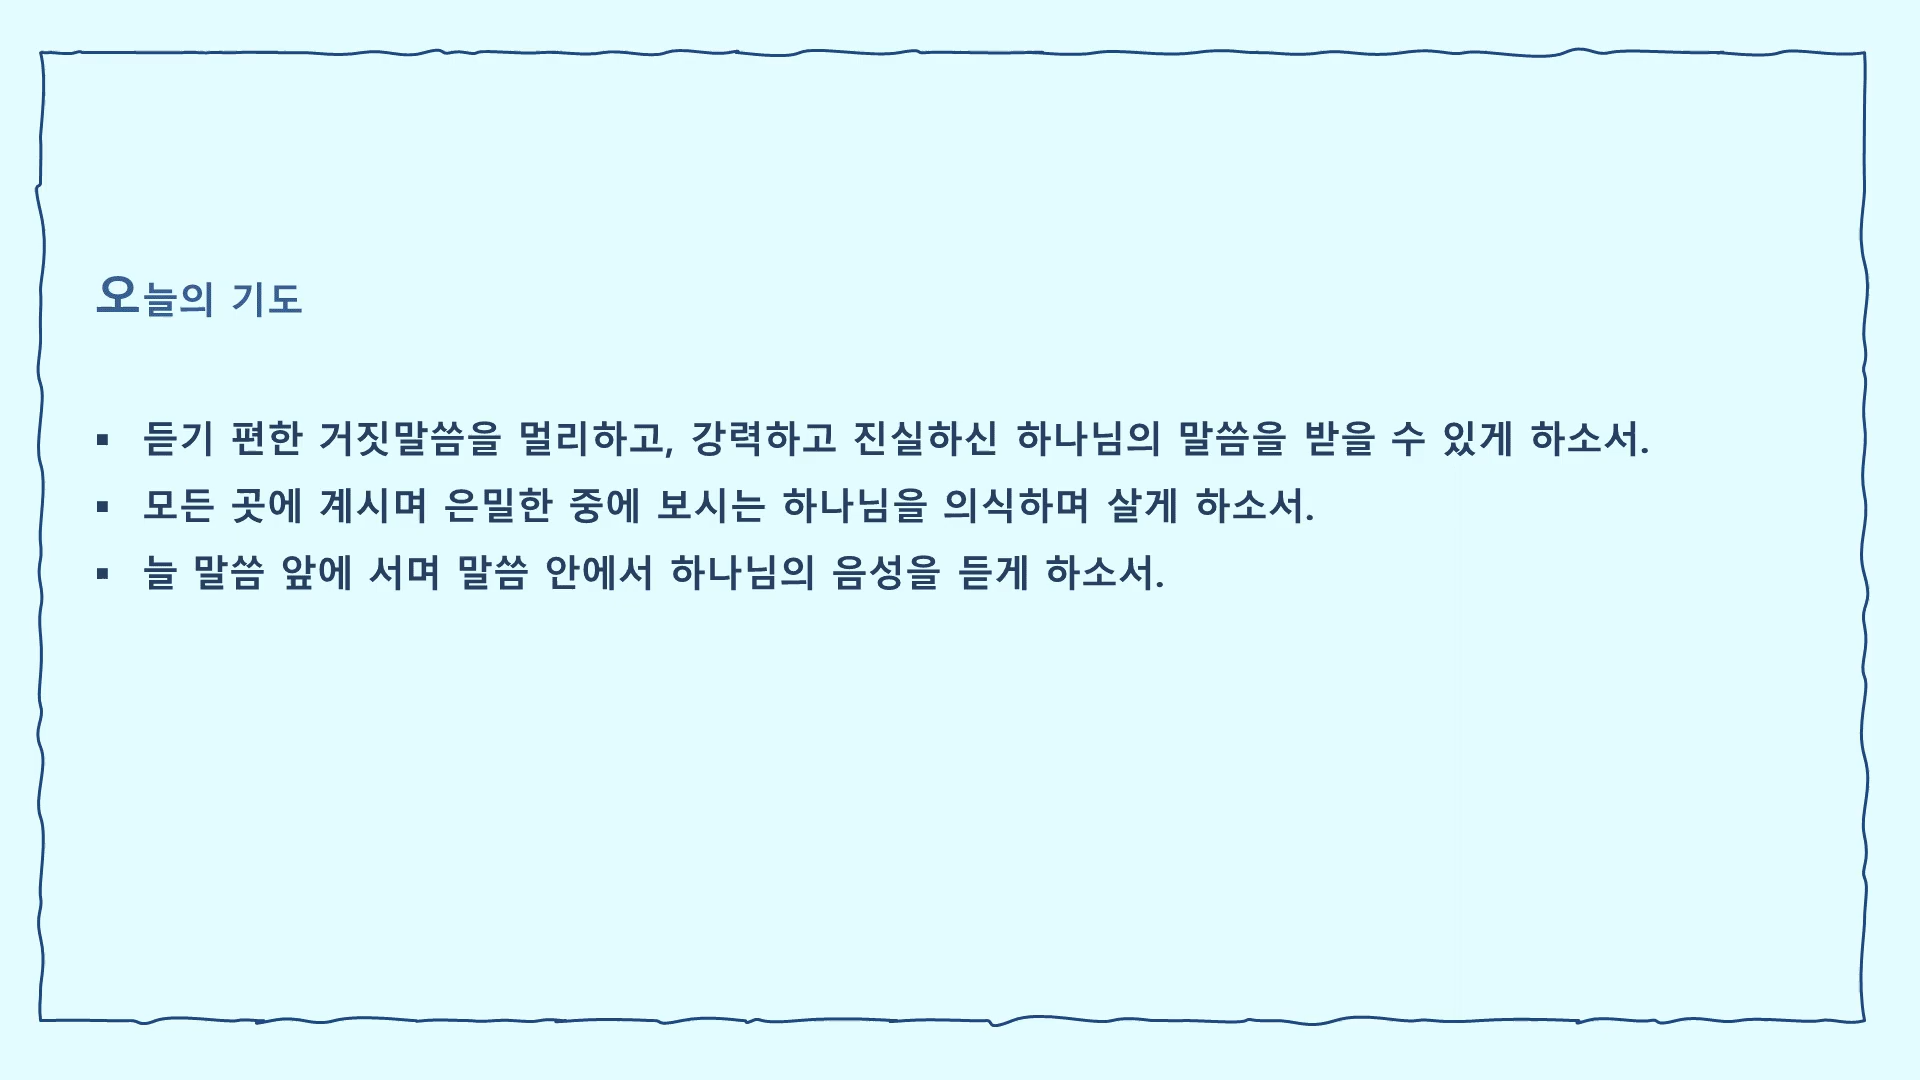 오늘의 기도
▪ 듣기 편한 거짓말씀을 멀리하고, 강력하고 진실하신 하나님의 말씀을 받을 수 있게 하소서.
▪ 모든 곳에 계시며 은밀한 중에 보시는 하나님을 의식하며 살게 하소서.
▪ 늘 말씀 앞에 서며 말씀 안에서 하나님의 음성을 듣게 하소서.